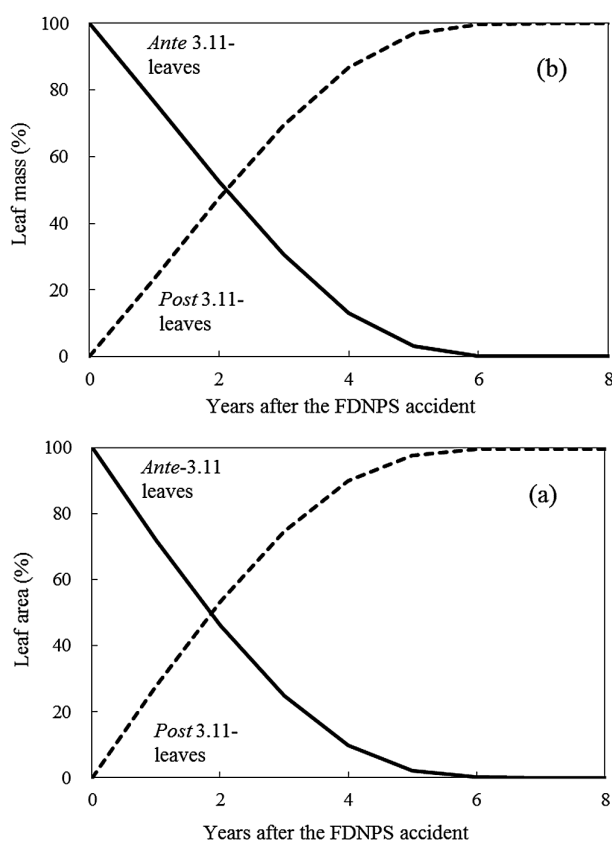 100
Ante 3.11-
leaves
(b)
80
60
Leaf mass (%)
40
20
Post 3.11-
leaves
0
0 2 4 6 8
Years after the FDNPS accident
100
Ante-3.11
leaves
(a)
80
60
Leaf area (%)
40
20
Post 3.11-
leaves
0
0 2 4 6 8
Years after the FDNPS accident